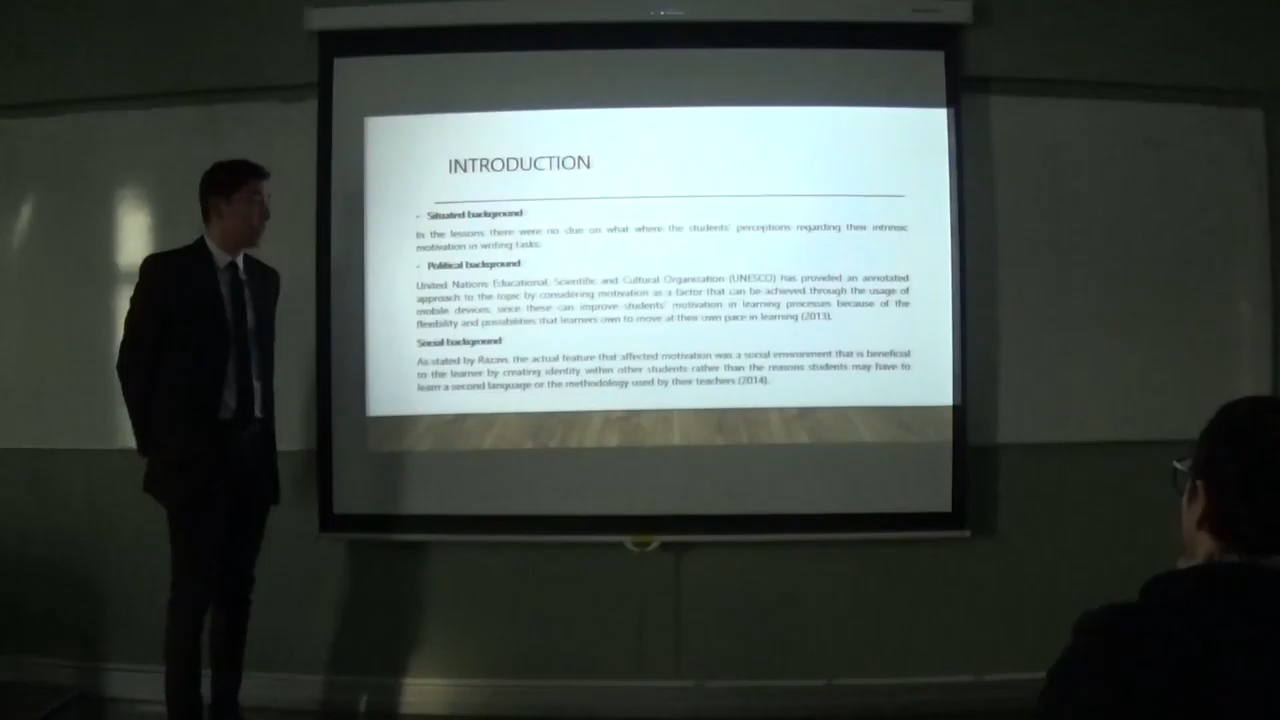 INTRODUCTION
- Situated background
In the lessons there were no clue on what where the students' perceptions regarding their intrinsic
motivation in writing tasks.
- Political background
United Nations Educational, Scientific and Cultural Organization (UNESCO) has provided an annotated
approach to the topic by considering motivation as a factor that can be achieved through the usage of
mobile devices, since these can improve students' motivation in learning processes because of the
flexibility and possibilities that learners own to move at their own pace in learning (2013).
Social background
As stated by Razavi, the actual feature that affected motivation was a social environment that is beneficial
to the learner by creating identity within other students rather than the reasons students may have to
learn a second language or the methodology used by their teachers (2014).